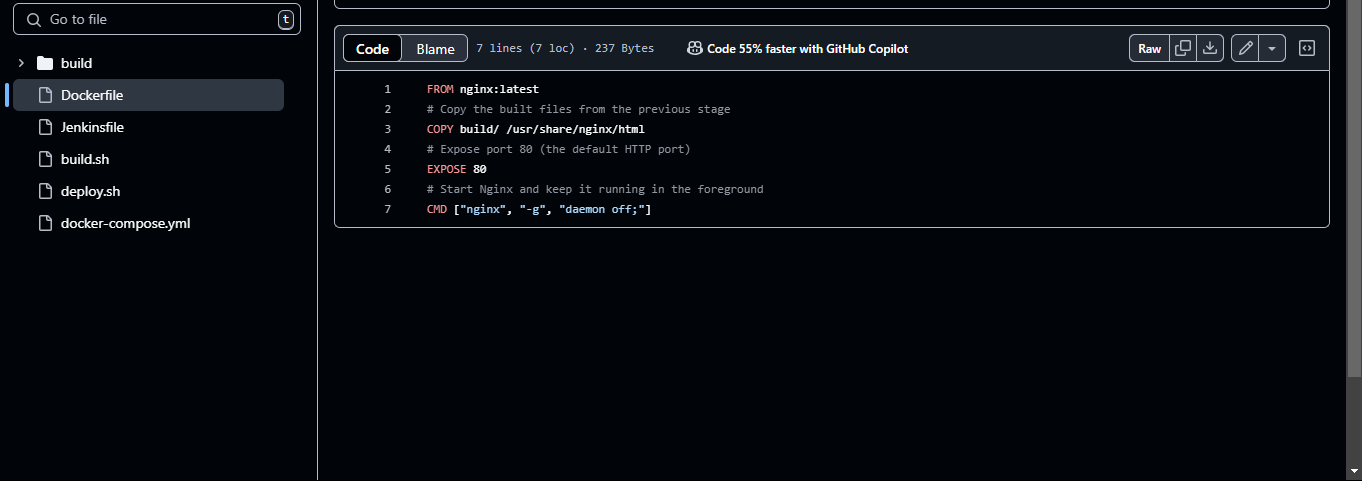 Go to file t
build
Dockerfile
Jenkinsfile
build.sh
deploy.sh
docker-compose.yml
Code Blame 7 lines (7 loc) · 237 Bytes Code 55% faster with GitHub Copilot Raw
1 FROM nginx:latest
2 # Copy the built files from the previous stage
3 COPY build/ /usr/share/nginx/html
4 # Expose port 80 (the default HTTP port)
5 EXPOSE 80
6 # Start Nginx and keep it running in the foreground
7 CMD ["nginx", "-g", "daemon off;"]